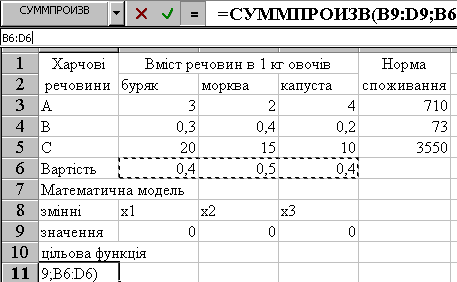 СУММПРОИЗВ =СУММПРОИЗВ(B9:D9;B6
B6:D6
1 Харчові Вміст речовин в 1 кг овочів Норма
2 речовини буряк морква капуста споживання
3 A 3 2 4 710
4 B 0,3 0,4 0,2 73
5 C 20 15 10 3550
6 Вартість 0,4 0,5 0,4
7 Математична модель
8 змінні x1 x2 x3
9 значення 0 0 0
10 цільова функція
11 9;B6:D6)